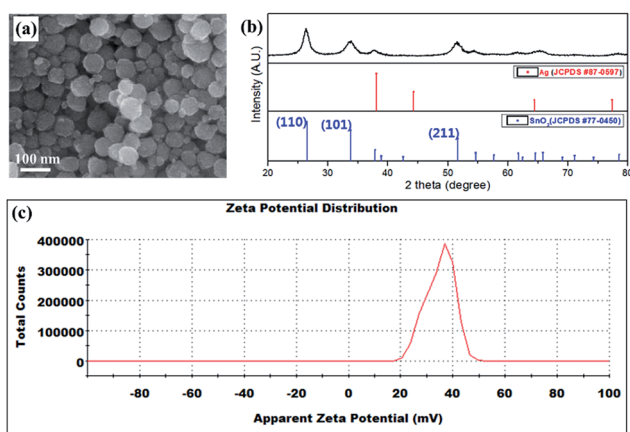 (a)
100 nm
(b)
Intensity (A.U.)
Ag (JCPDS #87-0597)
SnO₂(JCPDS #77-0450)
(110)
(101)
(211)
20 30 40 50 60 70 80
2 theta (degree)
(c)
Zeta Potential Distribution
Total Counts
400000
300000
200000
100000
0
-80 -60 -40 -20 0 20 40 60 80 100
Apparent Zeta Potential (mV)